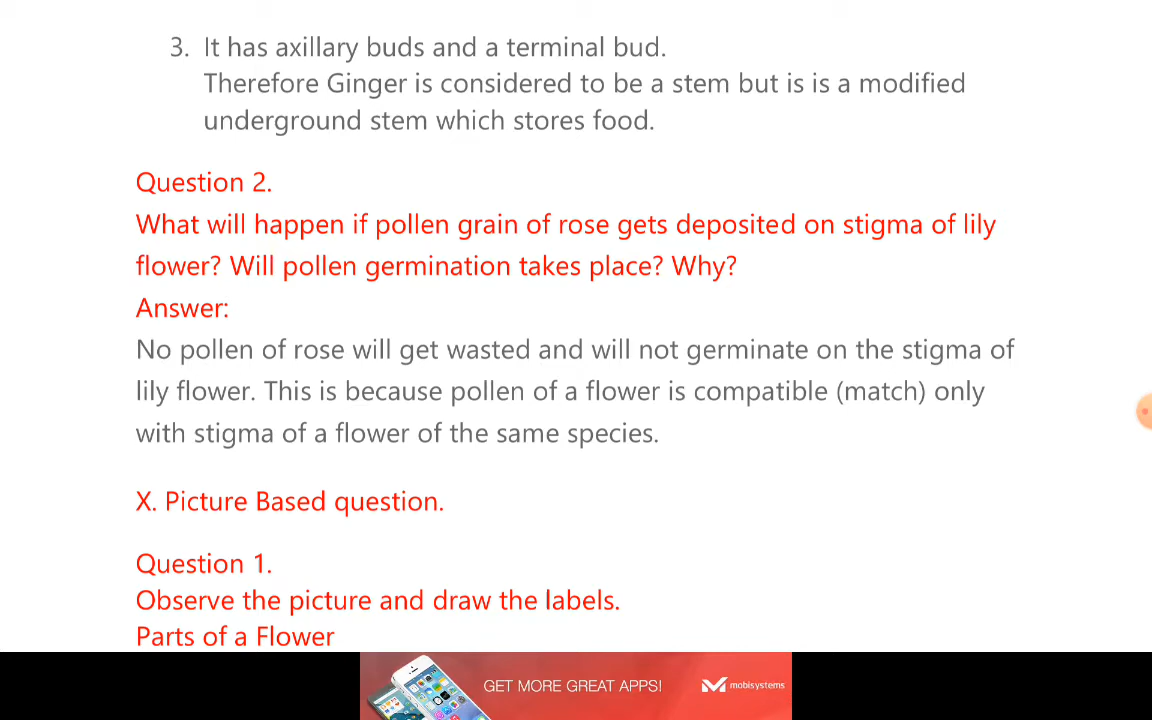 3. It has axillary buds and a terminal bud.
Therefore Ginger is considered to be a stem but is is a modified
underground stem which stores food.
Question 2.
What will happen if pollen grain of rose gets deposited on stigma of lily
flower? Will pollen germination takes place? Why?
Answer:
No pollen of rose will get wasted and will not germinate on the stigma of
lily flower. This is because pollen of a flower is compatible (match) only
with stigma of a flower of the same species.
X. Picture Based question.
Question 1.
Observe the picture and draw the labels.
Parts of a Flower
GET MORE GREAT APPS!
mobisystems